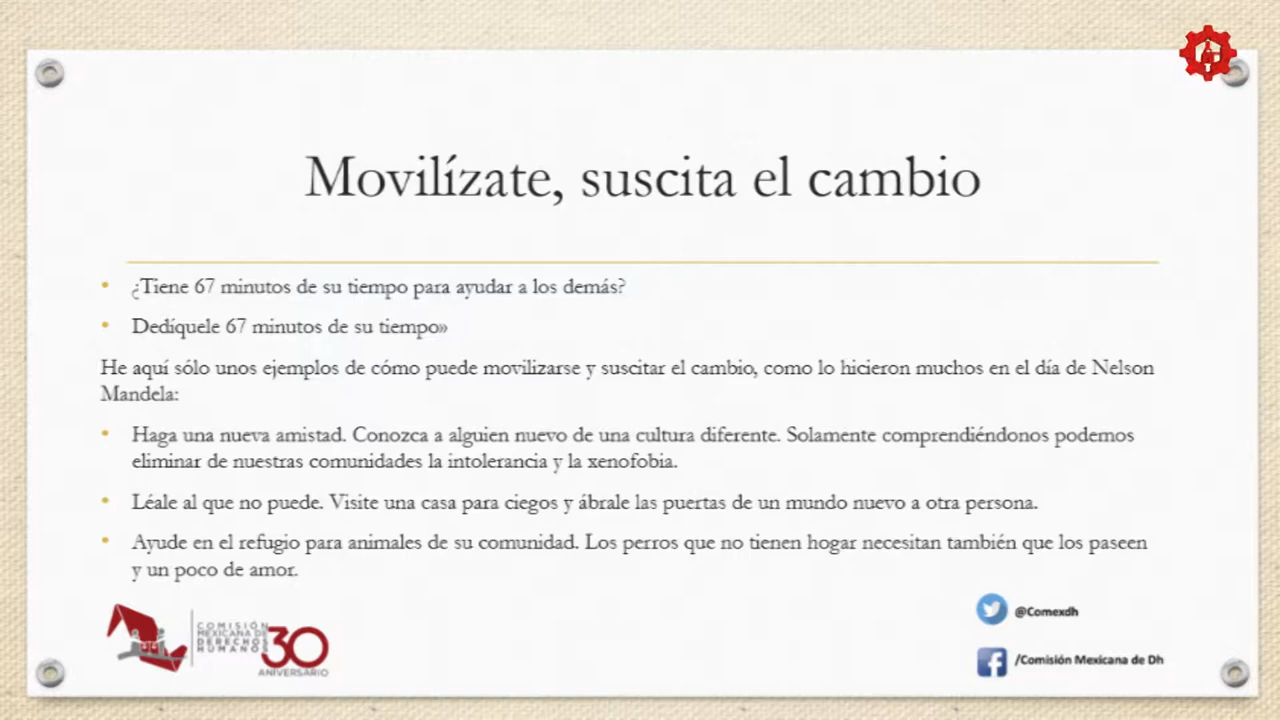 Movilízate, suscita el cambio
• ¿Tiene 67 minutos de su tiempo para ayudar a los demás?
• Dedíquele 67 minutos de su tiempo»
He aquí sólo unos ejemplos de cómo puede movilizarse y suscitar el cambio, como lo hicieron muchos en el día de Nelson
Mandela:
• Haga una nueva amistad. Conozca a alguien nuevo de una cultura diferente. Solamente comprendiéndonos podemos
eliminar de nuestras comunidades la intolerancia y la xenofobia.
• Léale al que no puede. Visite una casa para ciegos y ábrale las puertas de un mundo nuevo a otra persona.
• Ayude en el refugio para animales de su comunidad. Los perros que no tienen hogar necesitan también que los paseen
y un poco de amor.
COMISIÓN
MEXICANA DE
DERECHOS
HUMANOS
30
ANIVERSARIO
@Comexdh
/Comisión Mexicana de Dh